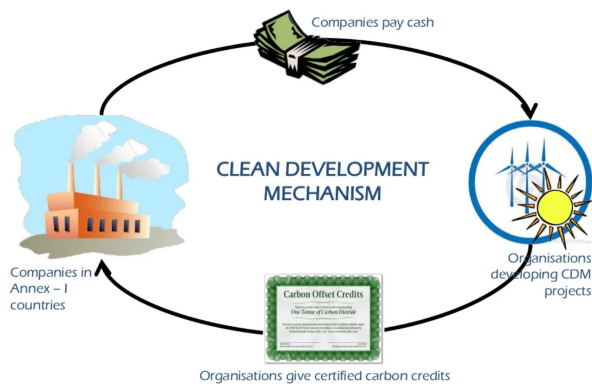 Companies pay cash
CLEAN DEVELOPMENT
MECHANISM
Companies in
Annex – I
countries
Organisations
developing CDM
projects
Carbon Offset Credits
One Tonne of Carbon Dioxide
Organisations give certified carbon credits